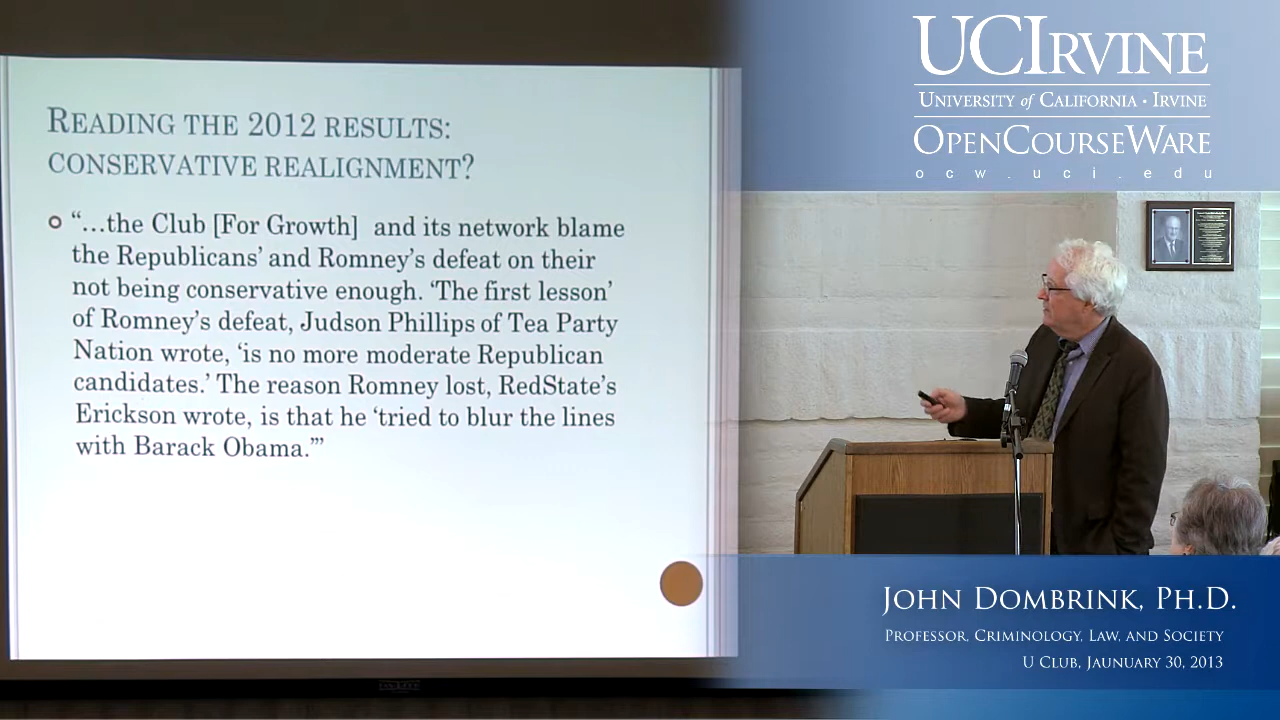 READING THE 2012 RESULTS:
CONSERVATIVE REALIGNMENT?
“…the Club [For Growth] and its network blame
the Republicans’ and Romney’s defeat on their
not being conservative enough. ‘The first lesson’
of Romney’s defeat, Judson Phillips of Tea Party
Nation wrote, ‘is no more moderate Republican
candidates.’ The reason Romney lost, RedState’s
Erickson wrote, is that he ‘tried to blur the lines
with Barack Obama.’”
UCIRVINE
UNIVERSITY of CALIFORNIA • IRVINE
OPENCOURSEWARE
ocw.uci.edu
JOHN DOMBRINK, PH.D.
PROFESSOR, CRIMINOLOGY, LAW, AND SOCIETY
U CLUB, JAUNUARY 30, 2013